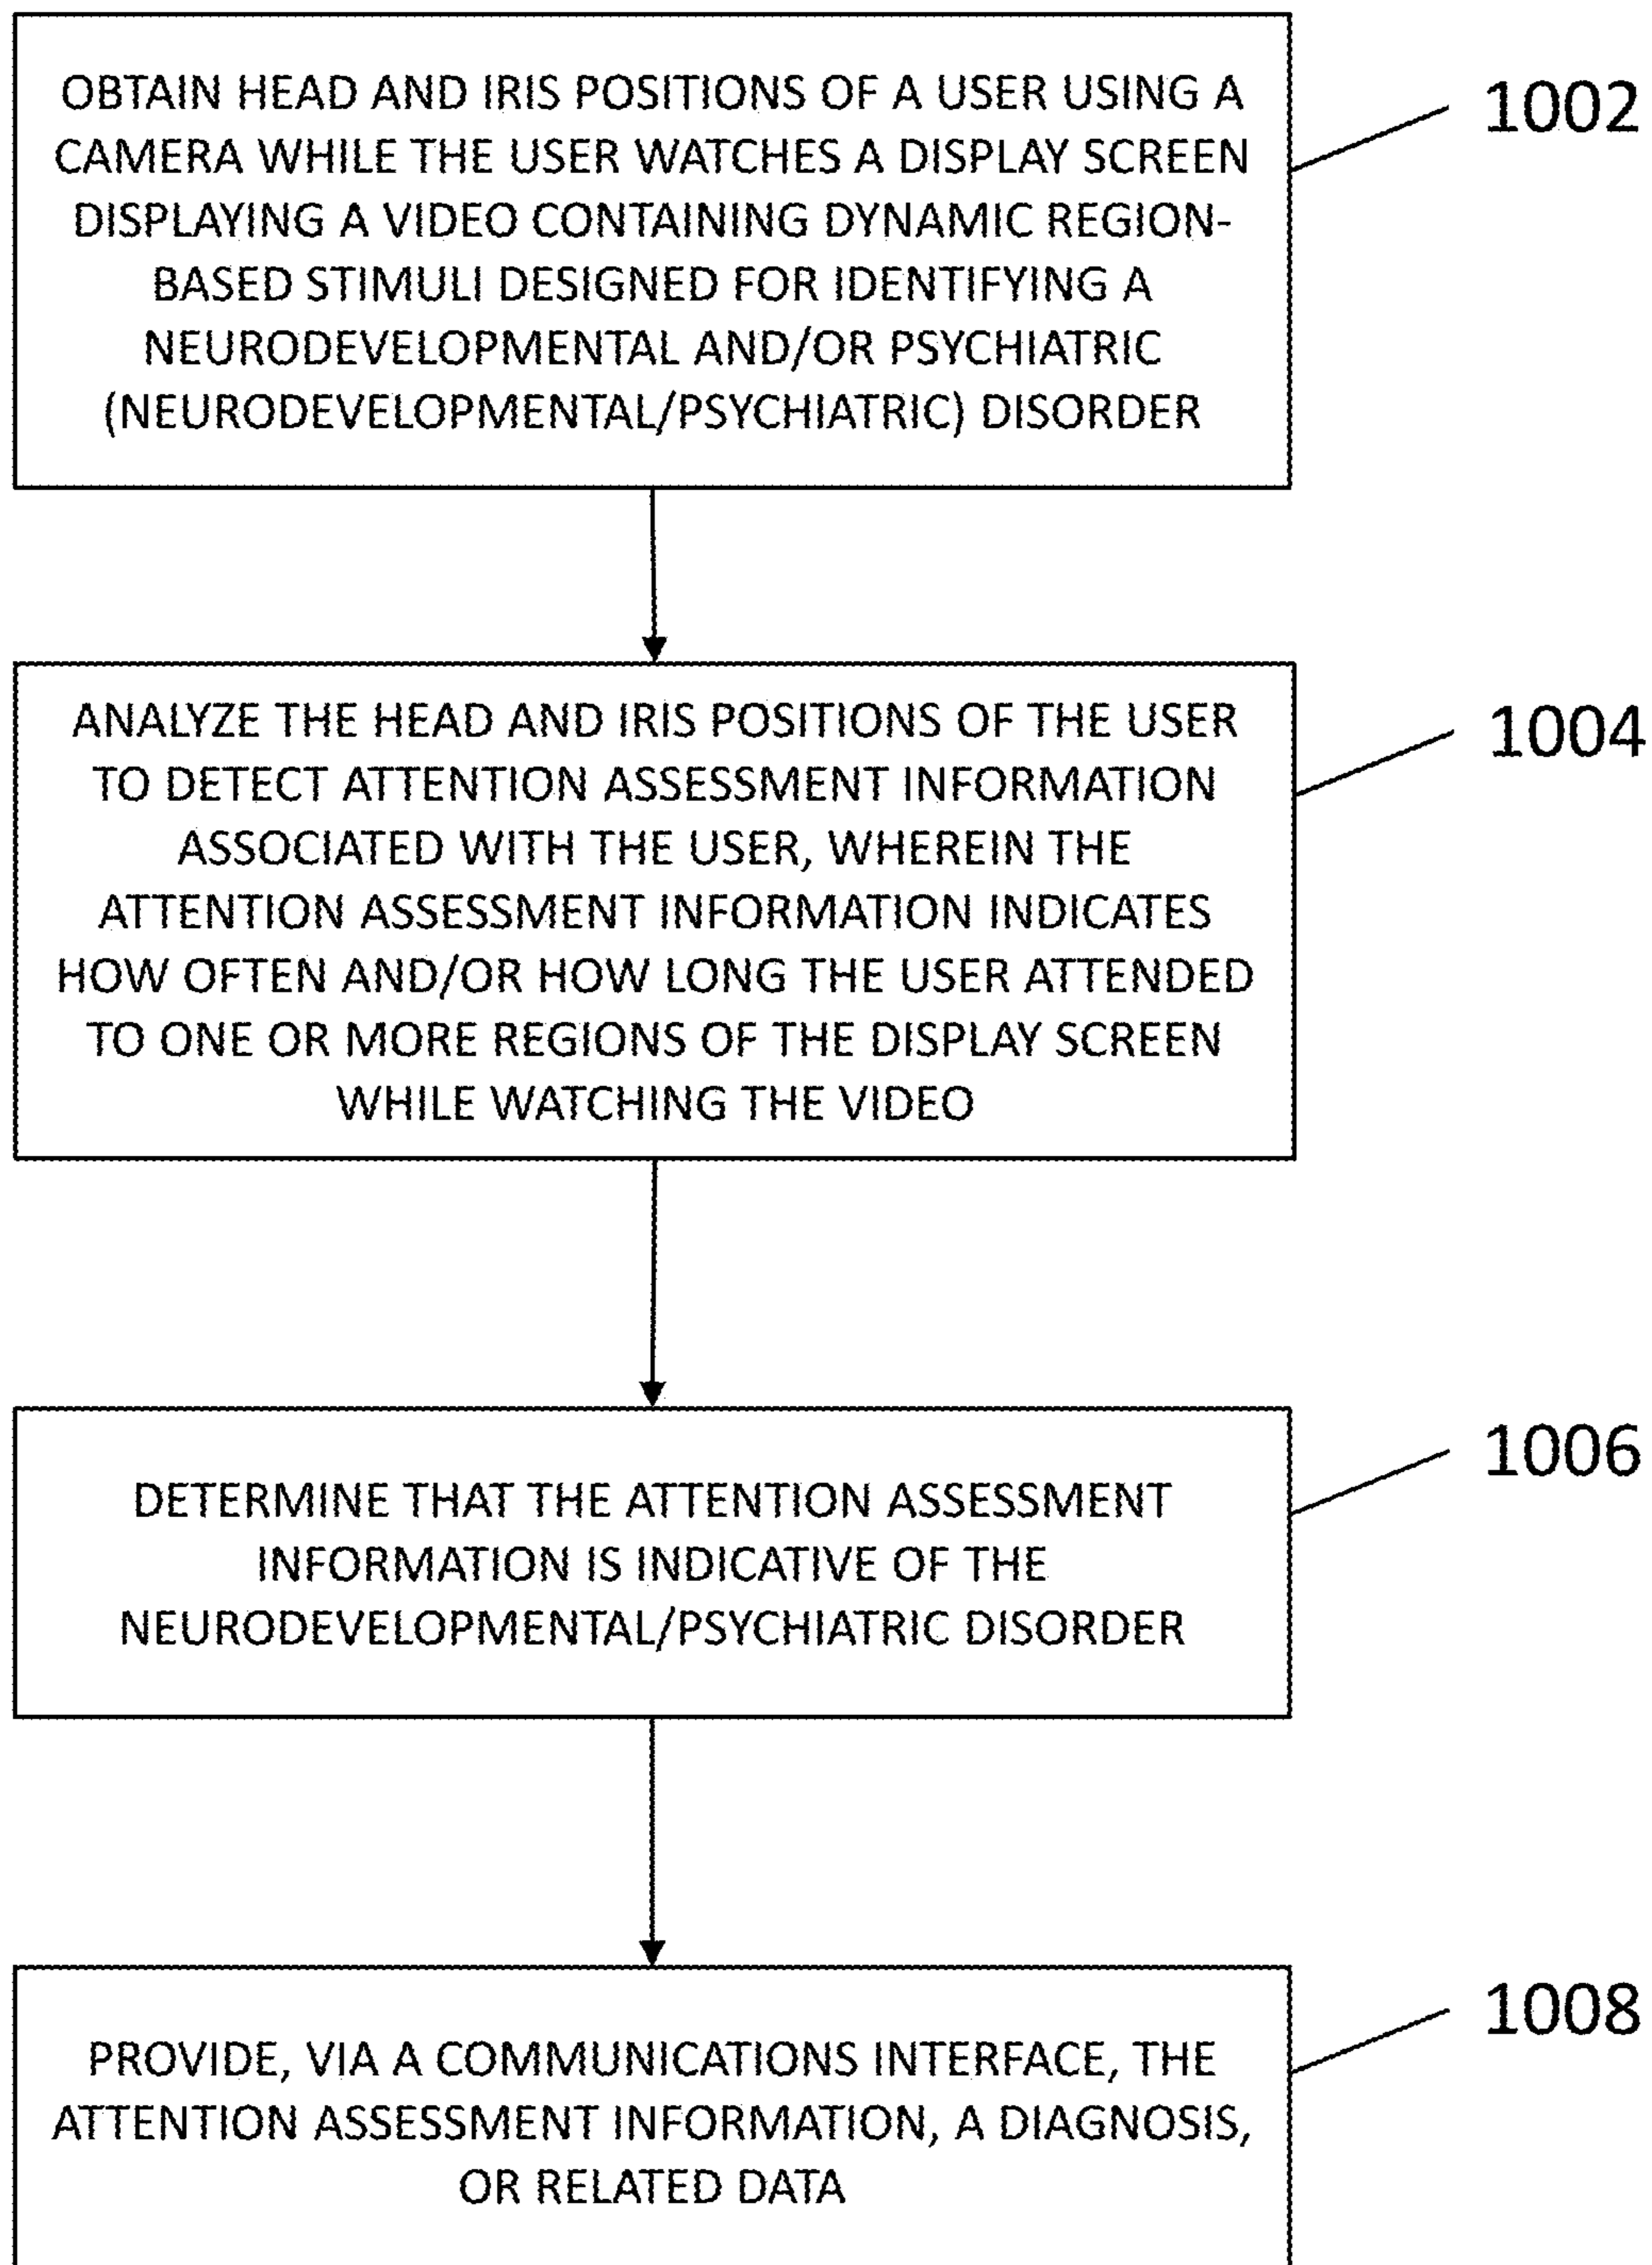 OBTAIN HEAD AND IRIS POSITIONS OF A USER USING A
CAMERA WHILE THE USER WATCHES A DISPLAY SCREEN
DISPLAYING A VIDEO CONTAINING DYNAMIC REGION-
BASED STIMULI DESIGNED FOR IDENTIFYING A
NEURODEVELOPMENTAL AND/OR PSYCHIATRIC
(NEURODEVELOPMENTAL/PSYCHIATRIC) DISORDER
1002
ANALYZE THE HEAD AND IRIS POSITIONS OF THE USER
TO DETECT ATTENTION ASSESSMENT INFORMATION
ASSOCIATED WITH THE USER, WHEREIN THE
ATTENTION ASSESSMENT INFORMATION INDICATES
HOW OFTEN AND/OR HOW LONG THE USER ATTENDED
TO ONE OR MORE REGIONS OF THE DISPLAY SCREEN
WHILE WATCHING THE VIDEO
1004
DETERMINE THAT THE ATTENTION ASSESSMENT
INFORMATION IS INDICATIVE OF THE
NEURODEVELOPMENTAL/PSYCHIATRIC DISORDER
1006
PROVIDE, VIA A COMMUNICATIONS INTERFACE, THE
ATTENTION ASSESSMENT INFORMATION, A DIAGNOSIS,
OR RELATED DATA
1008